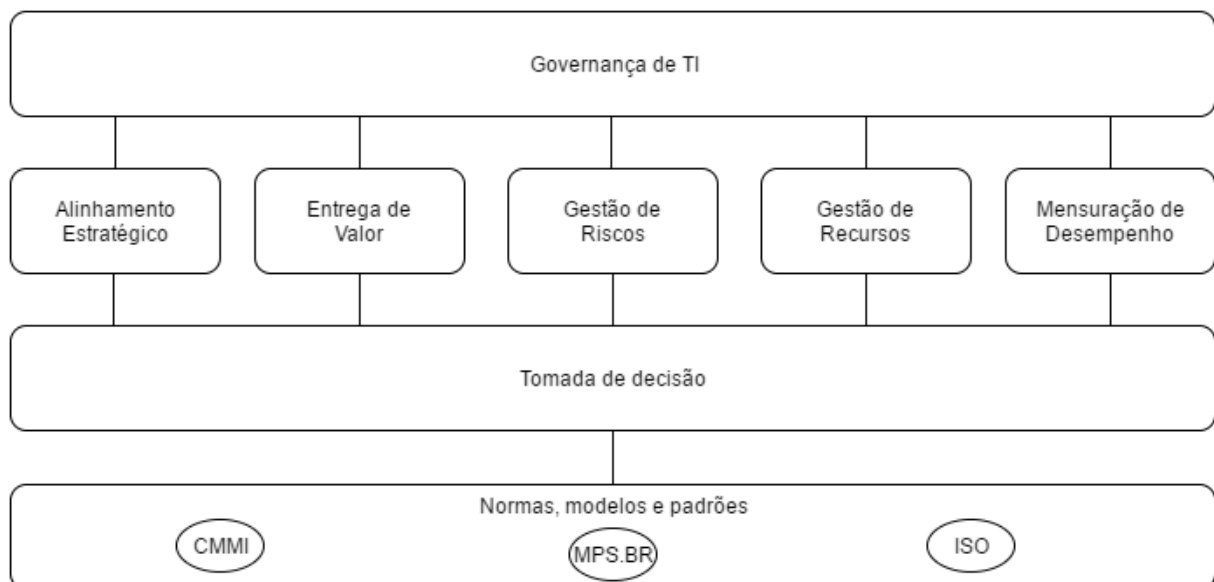 Governança de TI
Alinhamento
Estratégico
Entrega de
Valor
Gestão de
Riscos
Gestão de
Recursos
Mensuração de
Desempenho
Tomada de decisão
Normas, modelos e padrões
CMMI
MPS.BR
ISO